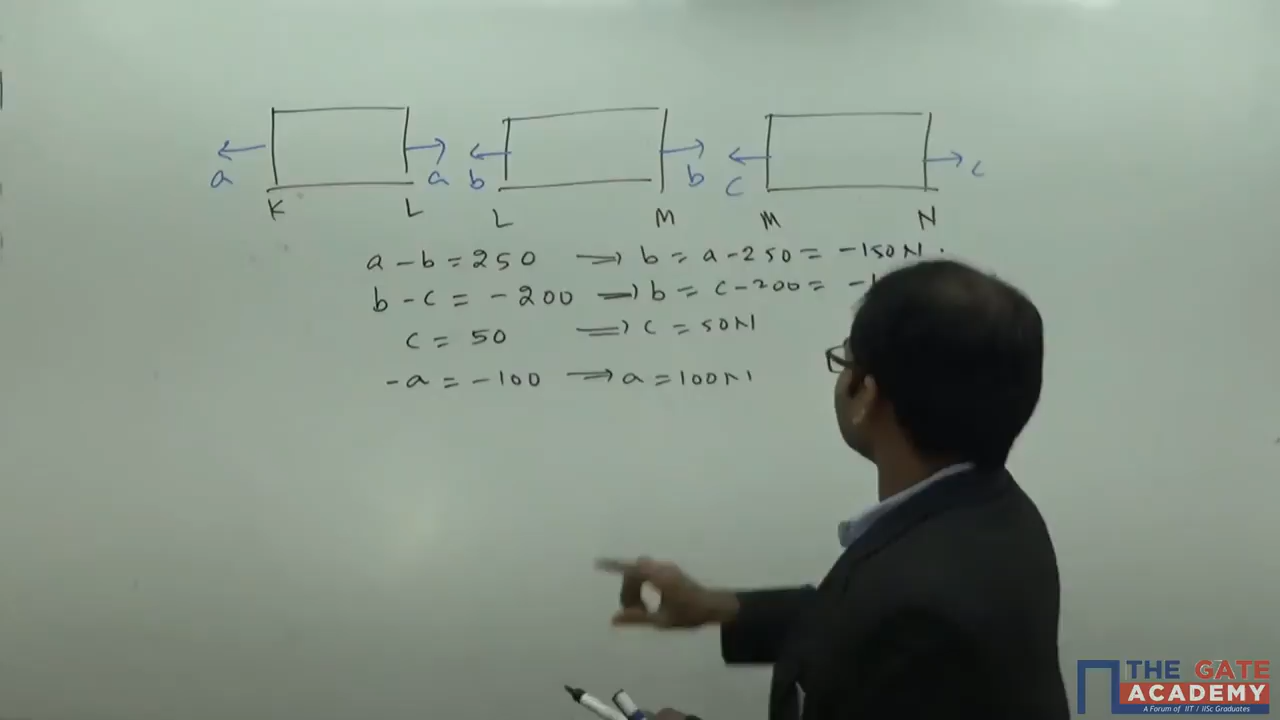 a a b b c c
K L L M M N
a - b = 250 → b = a - 250 = -150N.
b - c = -200 → b = c - 200 =
c = 50 ⇒ c = 50N
-a = -100 → a = 100N
THE GATE
ACADEMY
A Forum of IIT / IISc Graduates